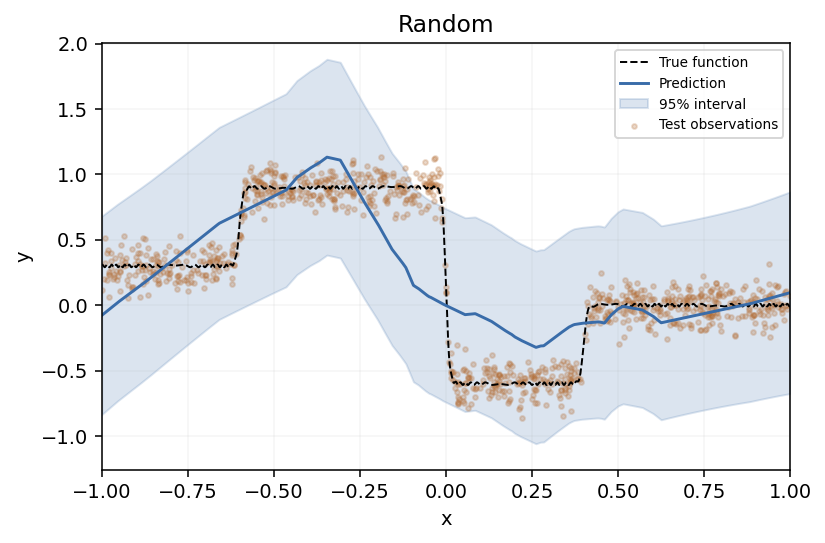 Random
2.0
1.5
1.0
0.5
0.0
−0.5
−1.0
y
−1.00 −0.75 −0.50 −0.25 0.00 0.25 0.50 0.75 1.00
x
True function
Prediction
95% interval
Test observations